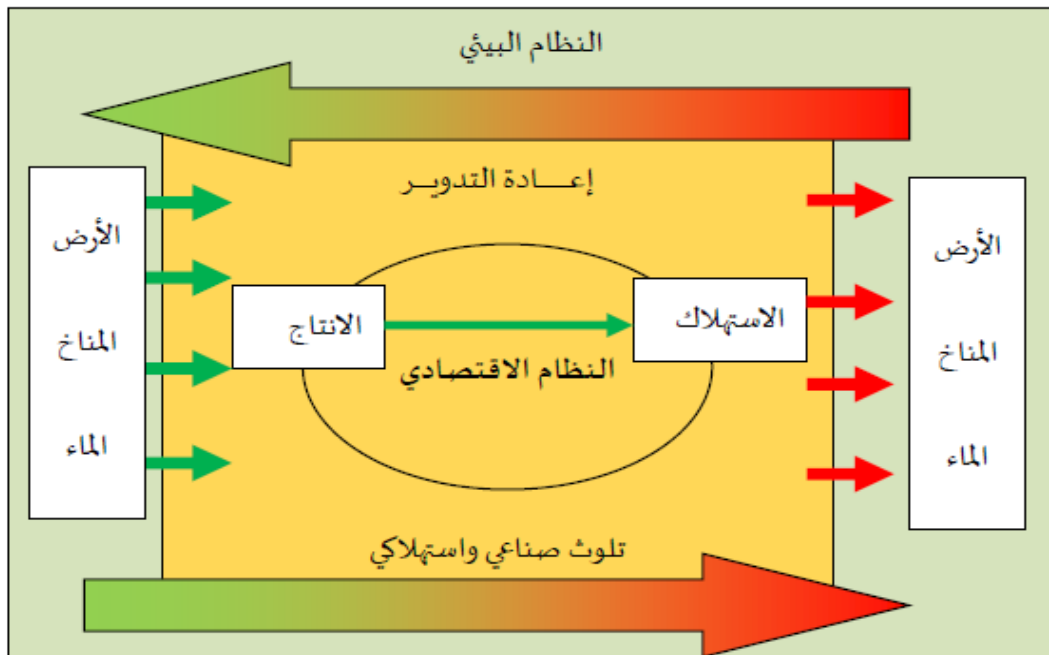 النظام البيئي
إعــــادة التدويــر
الأرض
المناخ
الماء
الأرض
المناخ
الماء
الانتاج
الاستهلاك
النظام الاقتصادي
تلوث صناعي واستهلاكي